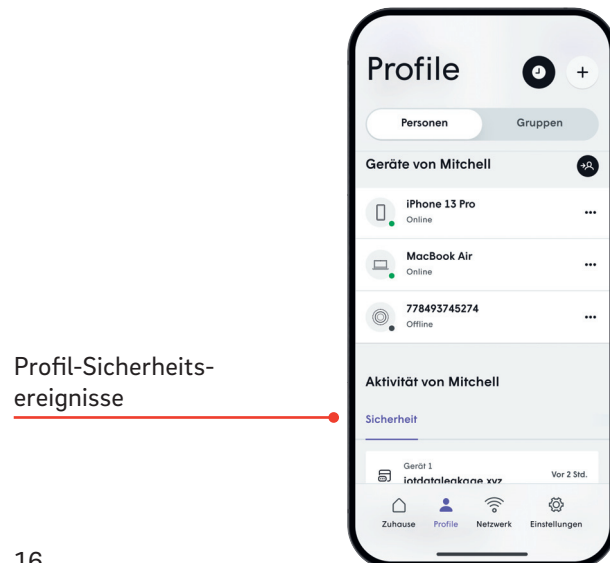 Profile
Personen Gruppen
Geräte von Mitchell
iPhone 13 Pro
Online
•••
MacBook Air
Online
•••
778493745274
Offline
•••
Profil-Sicherheits-
ereignisse
Aktivität von Mitchell
Sicherheit
Gerät 1
iotdataleakage.xyz
Vor 2 Std.
Zuhause Profile Netzwerk Einstellungen
16